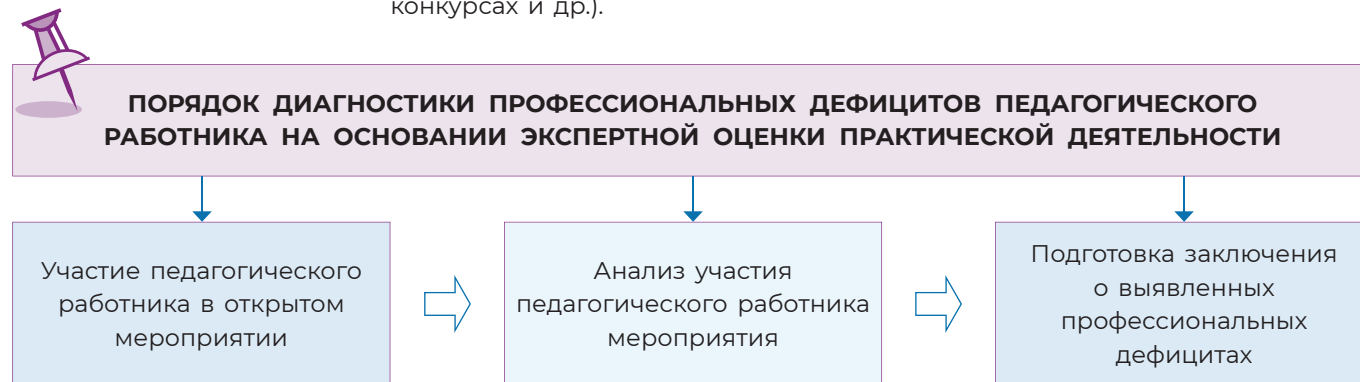 конкурсах и др.).
ПОРЯДОК ДИАГНОСТИКИ ПРОФЕССИОНАЛЬНЫХ ДЕФИЦИТОВ ПЕДАГОГИЧЕСКОГО
РАБОТНИКА НА ОСНОВАНИИ ЭКСПЕРТНОЙ ОЦЕНКИ ПРАКТИЧЕСКОЙ ДЕЯТЕЛЬНОСТИ
Участие педагогического
работника в открытом
мероприятии
Анализ участия
педагогического работника
мероприятия
Подготовка заключения
о выявленных
профессиональных
дефицитах